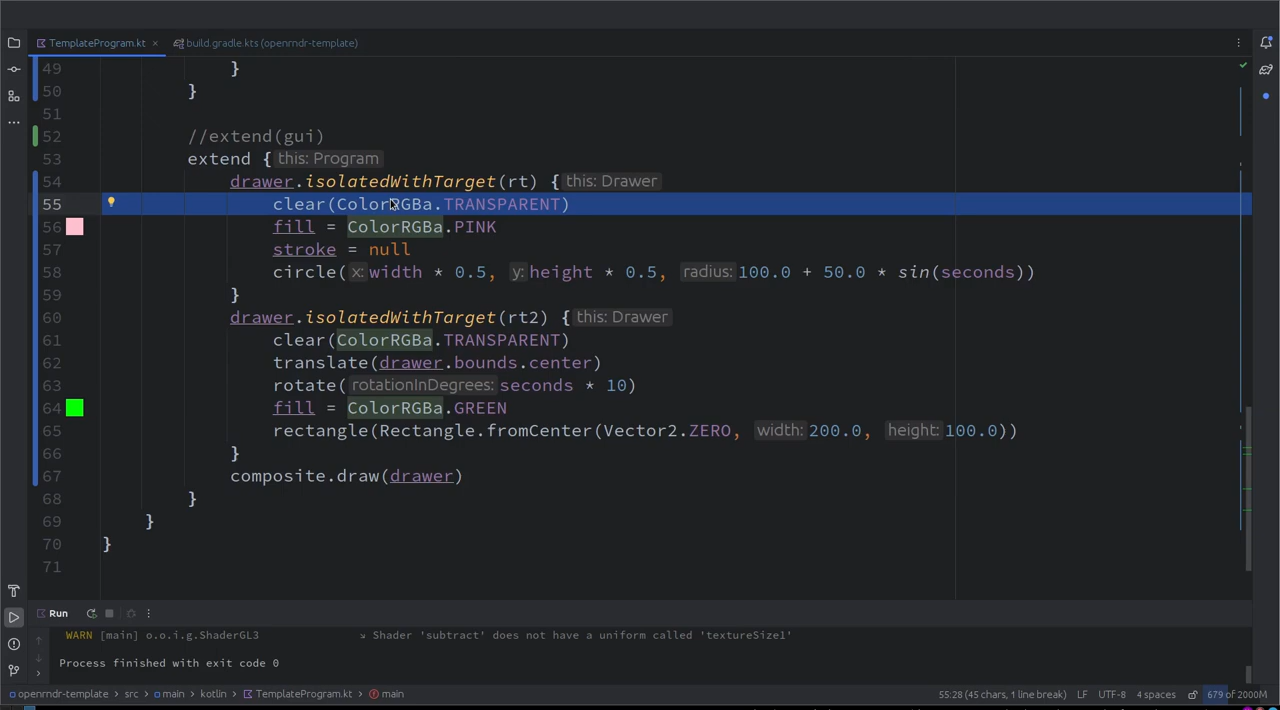 TemplateProgram.kt × build.gradle.kts (openrndr-template)
49 }
50 }
51
52 //extend(gui)
53 extend { this: Program
54 drawer.isolatedWithTarget(rt) { this: Drawer
55 clear(ColorRGBa.TRANSPARENT)
56 fill = ColorRGBa.PINK
57 stroke = null
58 circle( x: width * 0.5, y: height * 0.5, radius: 100.0 + 50.0 * sin(seconds))
59 }
60 drawer.isolatedWithTarget(rt2) { this: Drawer
61 clear(ColorRGBa.TRANSPARENT)
62 translate(drawer.bounds.center)
63 rotate( rotationInDegrees: seconds * 10)
64 fill = ColorRGBa.GREEN
65 rectangle(Rectangle.fromCenter(Vector2.ZERO, width: 200.0, height: 100.0))
66 }
67 composite.draw(drawer)
68 }
69 }
70 }
71
Run
WARN [main] o.o.i.g.ShaderGL3 ↘ Shader 'subtract' does not have a uniform called 'textureSize1'
Process finished with exit code 0
openrndr-template > src > main > kotlin > TemplateProgram.kt > main 55:28 (45 chars, 1 line break) LF UTF-8 4 spaces 679 of 2000M